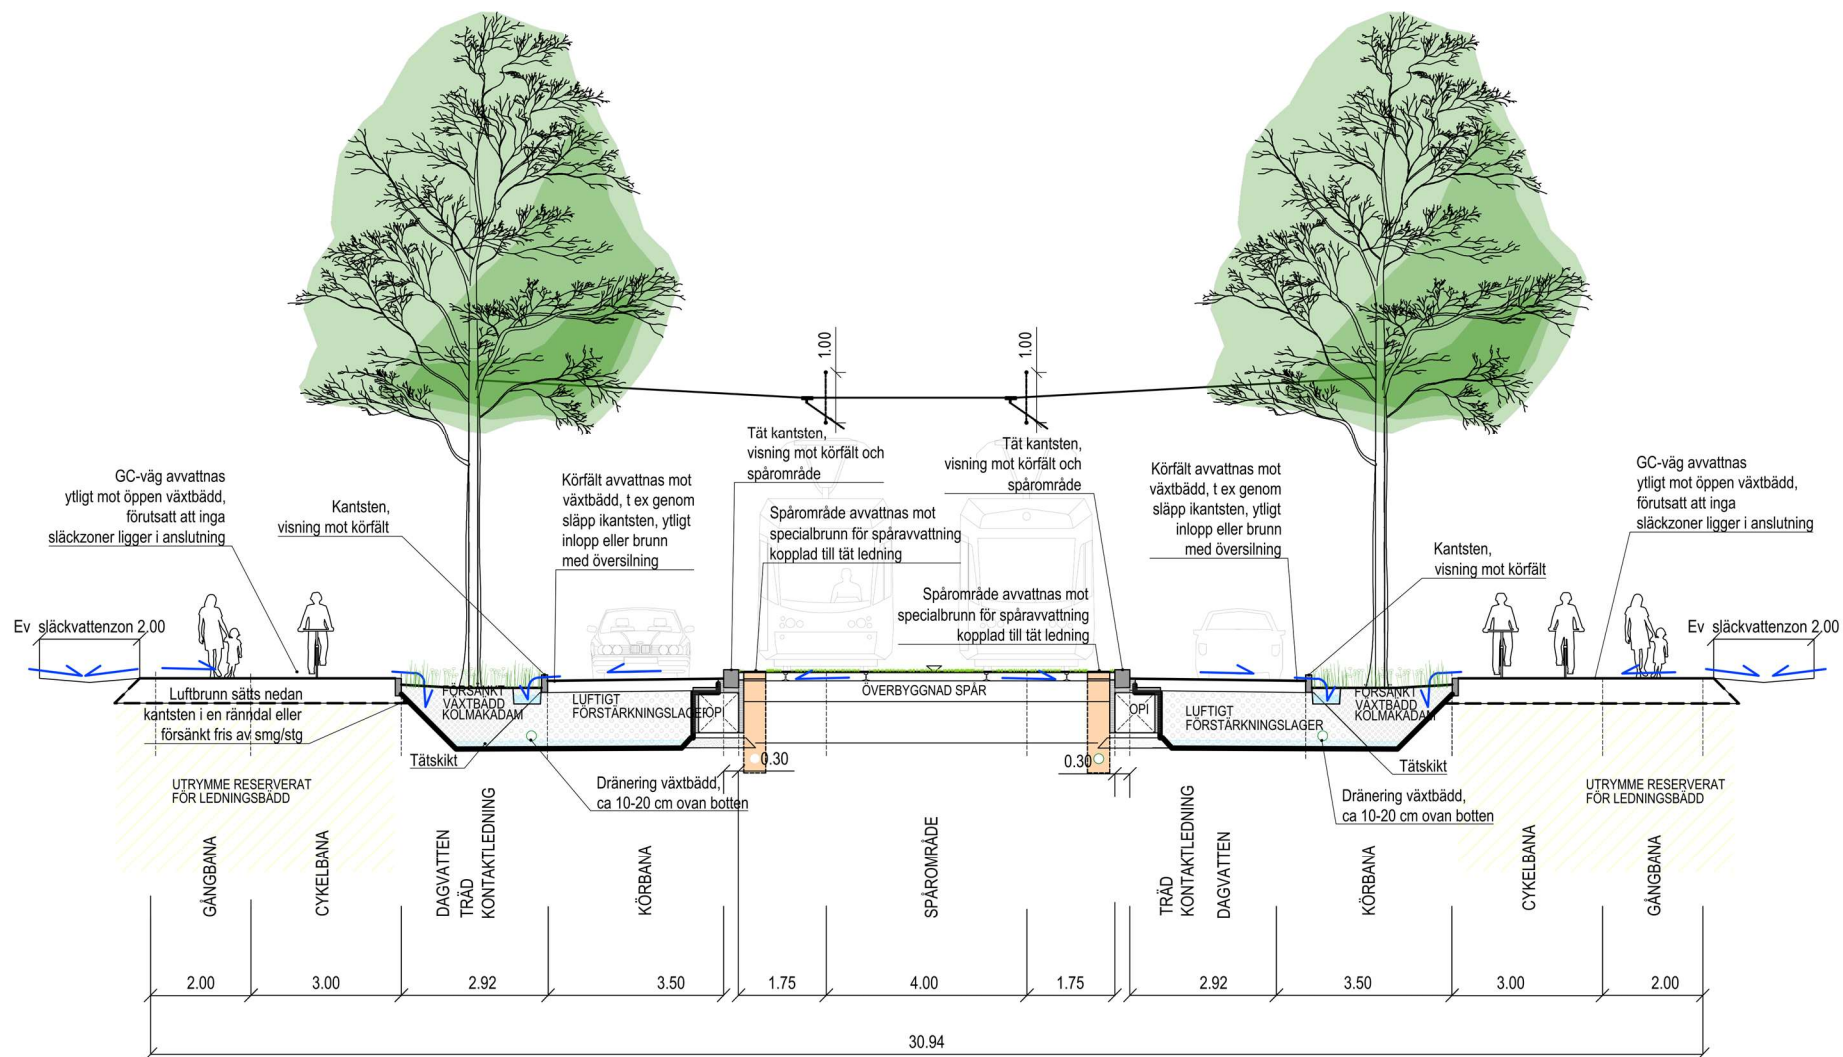 1.00
1.00
Tät kantsten,
visning mot körfält och
spårområde
Tät kantsten,
visning mot körfält och
spårområde
GC-väg avvattnas
ytligt mot öppen växtbädd,
förutsatt att inga
släckzoner ligger i anslutning
Kantsten,
visning mot körfält
Körfält avvattnas mot
växtbädd, t ex genom
släpp ikantsten, ytligt
inlopp eller brunn
med översilning
Spårområde avvattnas mot
specialbrunn för spåravvattning
kopplad till tät ledning
Spårområde avvattnas mot
specialbrunn för spåravvattning
kopplad till tät ledning
Körfält avvattnas mot
växtbädd, t ex genom
släpp ikantsten, ytligt
inlopp eller brunn
med översilning
Kantsten,
visning mot körfält
GC-väg avvattnas
ytligt mot öppen växtbädd,
förutsatt att inga
släckzoner ligger i anslutning
Ev släckvattenzon 2.00
Ev släckvattenzon 2.00
Luftbrunn sätts nedan
kantsten i en ränndal eller
försänkt fris av smg/stg
FÖRSÄNKT
VÄXTBÄDD
KOLMAKADAM
LUFTIGT
FÖRSTÄRKNINGSLAGER
OPI
ÖVERBYGGNAD SPÅR
OPI
LUFTIGT
FÖRSTÄRKNINGSLAGER
FÖRSÄNKT
VÄXTBÄDD
KOLMAKADAM
Tätskikt
0.30
0.30
Tätskikt
UTRYMME RESERVERAT
FÖR LEDNINGSBÄDD
Dränering växtbädd,
ca 10-20 cm ovan botten
Dränering växtbädd,
ca 10-20 cm ovan botten
UTRYMME RESERVERAT
FÖR LEDNINGSBÄDD
GÅNGBANA
CYKELBANA
DAGVATTEN
TRÄD
KONTAKTLEDNING
KÖRBANA
SPÅROMRÅDE
TRÄD
KONTAKTLEDNING
DAGVATTEN
KÖRBANA
CYKELBANA
GÅNGBANA
2.00
3.00
2.92
3.50
1.75
4.00
1.75
2.92
3.50
3.00
2.00
30.94